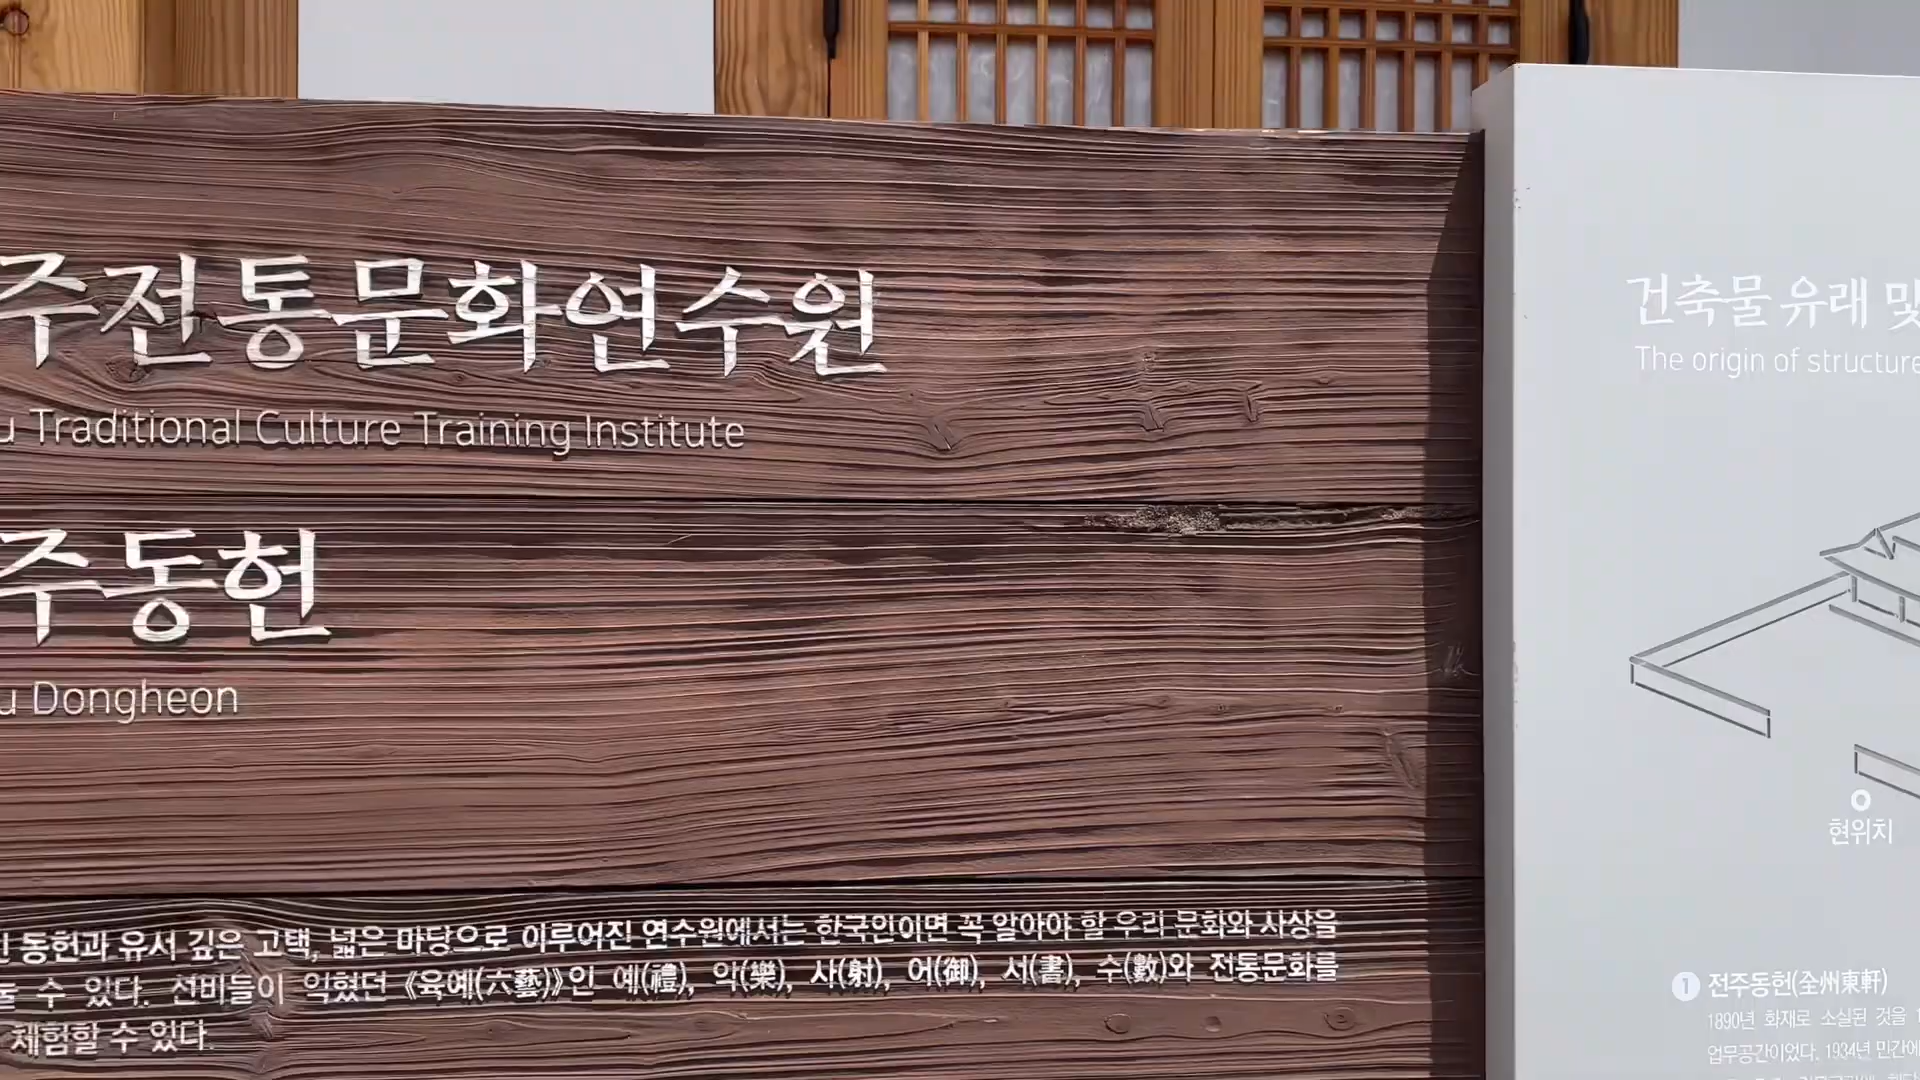 주전통문화연수원
u Traditional Culture Training Institute
주동헌
u Dongheon
동헌과 유서 깊은 고택, 넓은 마당으로 이루어진 연수원에서는 한국인이면 꼭 알아야 할 우리 문화와 사상을
수 있다. 선비들이 익혔던 《육예(六藝)》인 예(禮), 악(樂), 사(射), 어(御), 서(書), 수(數)와 전통문화를
체험할 수 있다.
건축물 유래 및
The origin of structure
현위치
1 전주동헌(全州東軒)
1890년 화재로 소실된 것을 1
업무공간이었다. 1934년 민간에